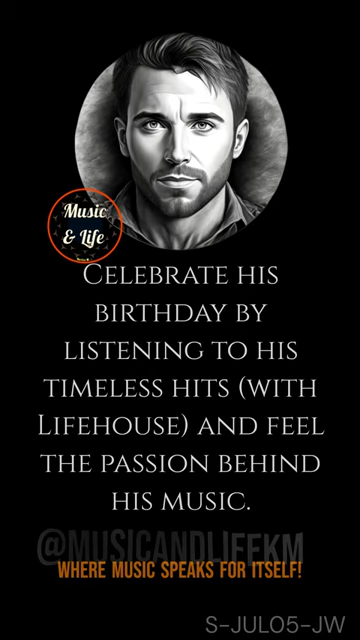 Music
& Life
Celebrate his
birthday by
listening to his
timeless hits (with
Lifehouse) and feel
the passion behind
his music.
@MUSICANDLIFEKM
WHERE MUSIC SPEAKS FOR ITSELF!
S-JUL05-JW